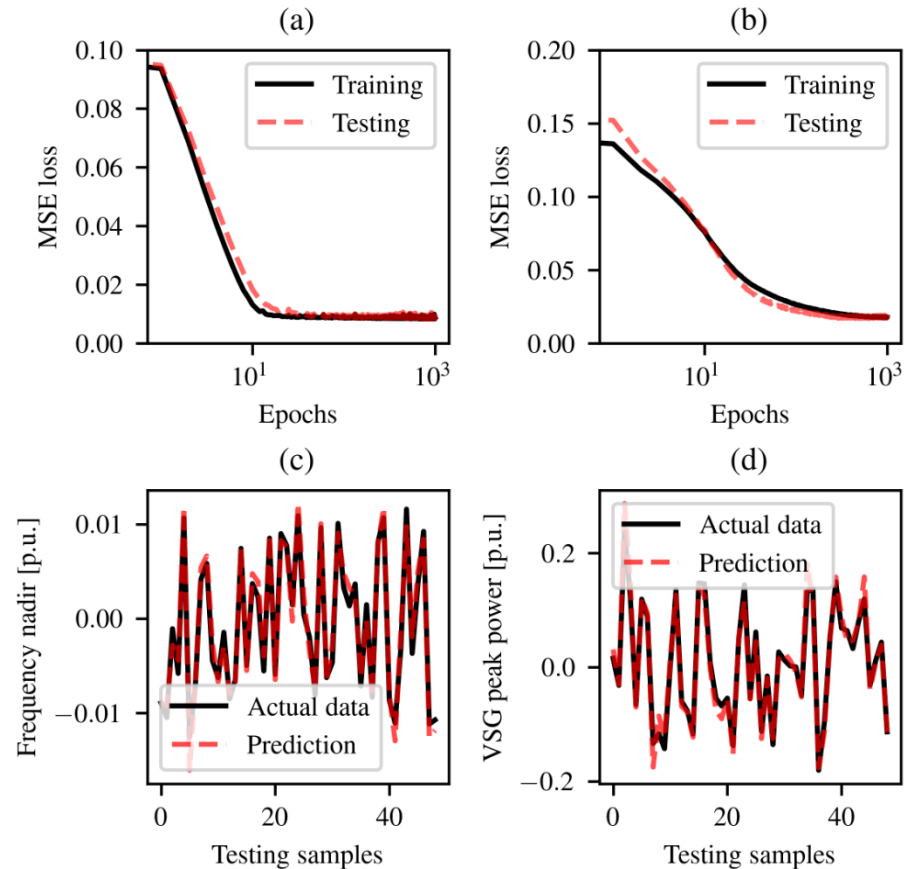 (a)
MSE loss
0.10
0.08
0.06
0.04
0.02
0.00
Training
Testing
10^1
10^3
Epochs
(b)
MSE loss
0.20
0.15
0.10
0.05
0.00
Training
Testing
10^1
10^3
Epochs
(c)
Frequency nadir [p.u.]
0.01
0.00
−0.01
Actual data
Prediction
0
20
40
Testing samples
(d)
VSG peak power [p.u.]
0.2
0.0
−0.2
Actual data
Prediction
0
20
40
Testing samples